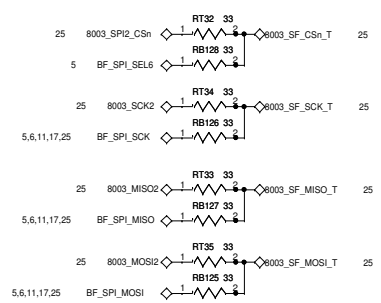 RT32 33
25 8003_SPI2_CSn 1 2 8003_SF_CSn_T 25
RB128 33
5 BF_SPI_SEL6 1 2
RT34 33
25 8003_SCK2 1 2 8003_SF_SCK_T 25
RB126 33
5,6,11,17,25 BF_SPI_SCK 1 2
RT33 33
25 8003_MISO2 1 2 8003_SF_MISO_T 25
RB127 33
5,6,11,17,25 BF_SPI_MISO 1 2
RT35 33
25 8003_MOSI2 1 2 8003_SF_MOSI_T 25
RB125 33
5,6,11,17,25 BF_SPI_MOSI 1 2